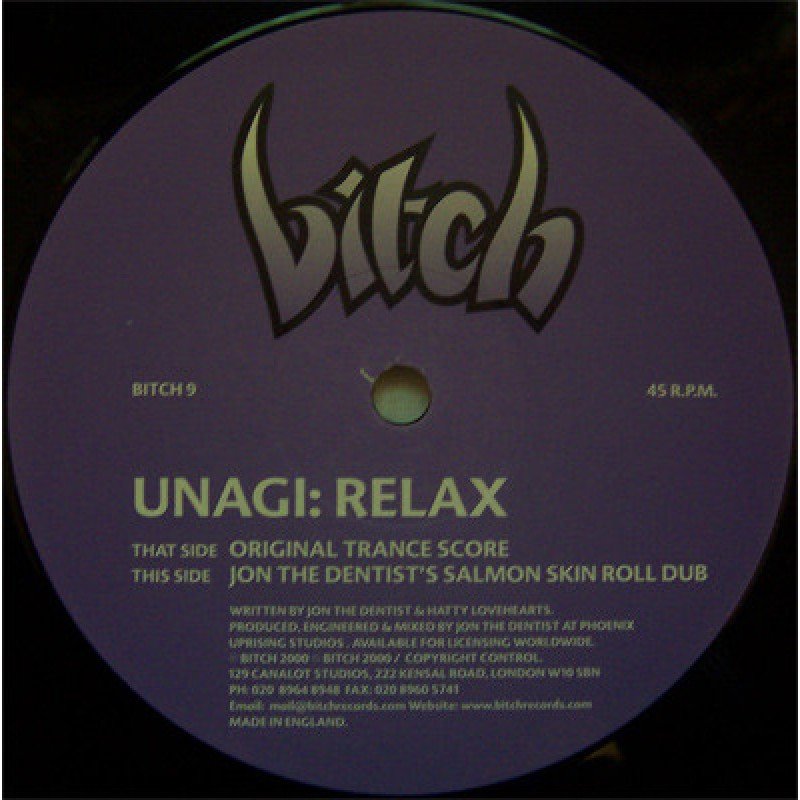 bitch
BITCH 9
45 R.P.M.
UNAGI: RELAX
THAT SIDE ORIGINAL TRANCE SCORE
THIS SIDE JON THE DENTIST'S SALMON SKIN ROLL DUB
WRITTEN BY JON THE DENTIST & HATTY LOVEHEARTS.
PRODUCED, ENGINEERED & MIXED BY JON THE DENTIST AT PHOENIX
UPRISING STUDIOS. AVAILABLE FOR LICENSING WORLDWIDE.
℗ BITCH 2000 © BITCH 2000 / COPYRIGHT CONTROL.
129 CANALOT STUDIOS, 222 KENSAL ROAD, LONDON W10 5BN
PH: 020 8964 8948 FAX: 020 8960 5741
Email: mail@bitchrecords.com Website: www.bitchrecords.com
MADE IN ENGLAND.